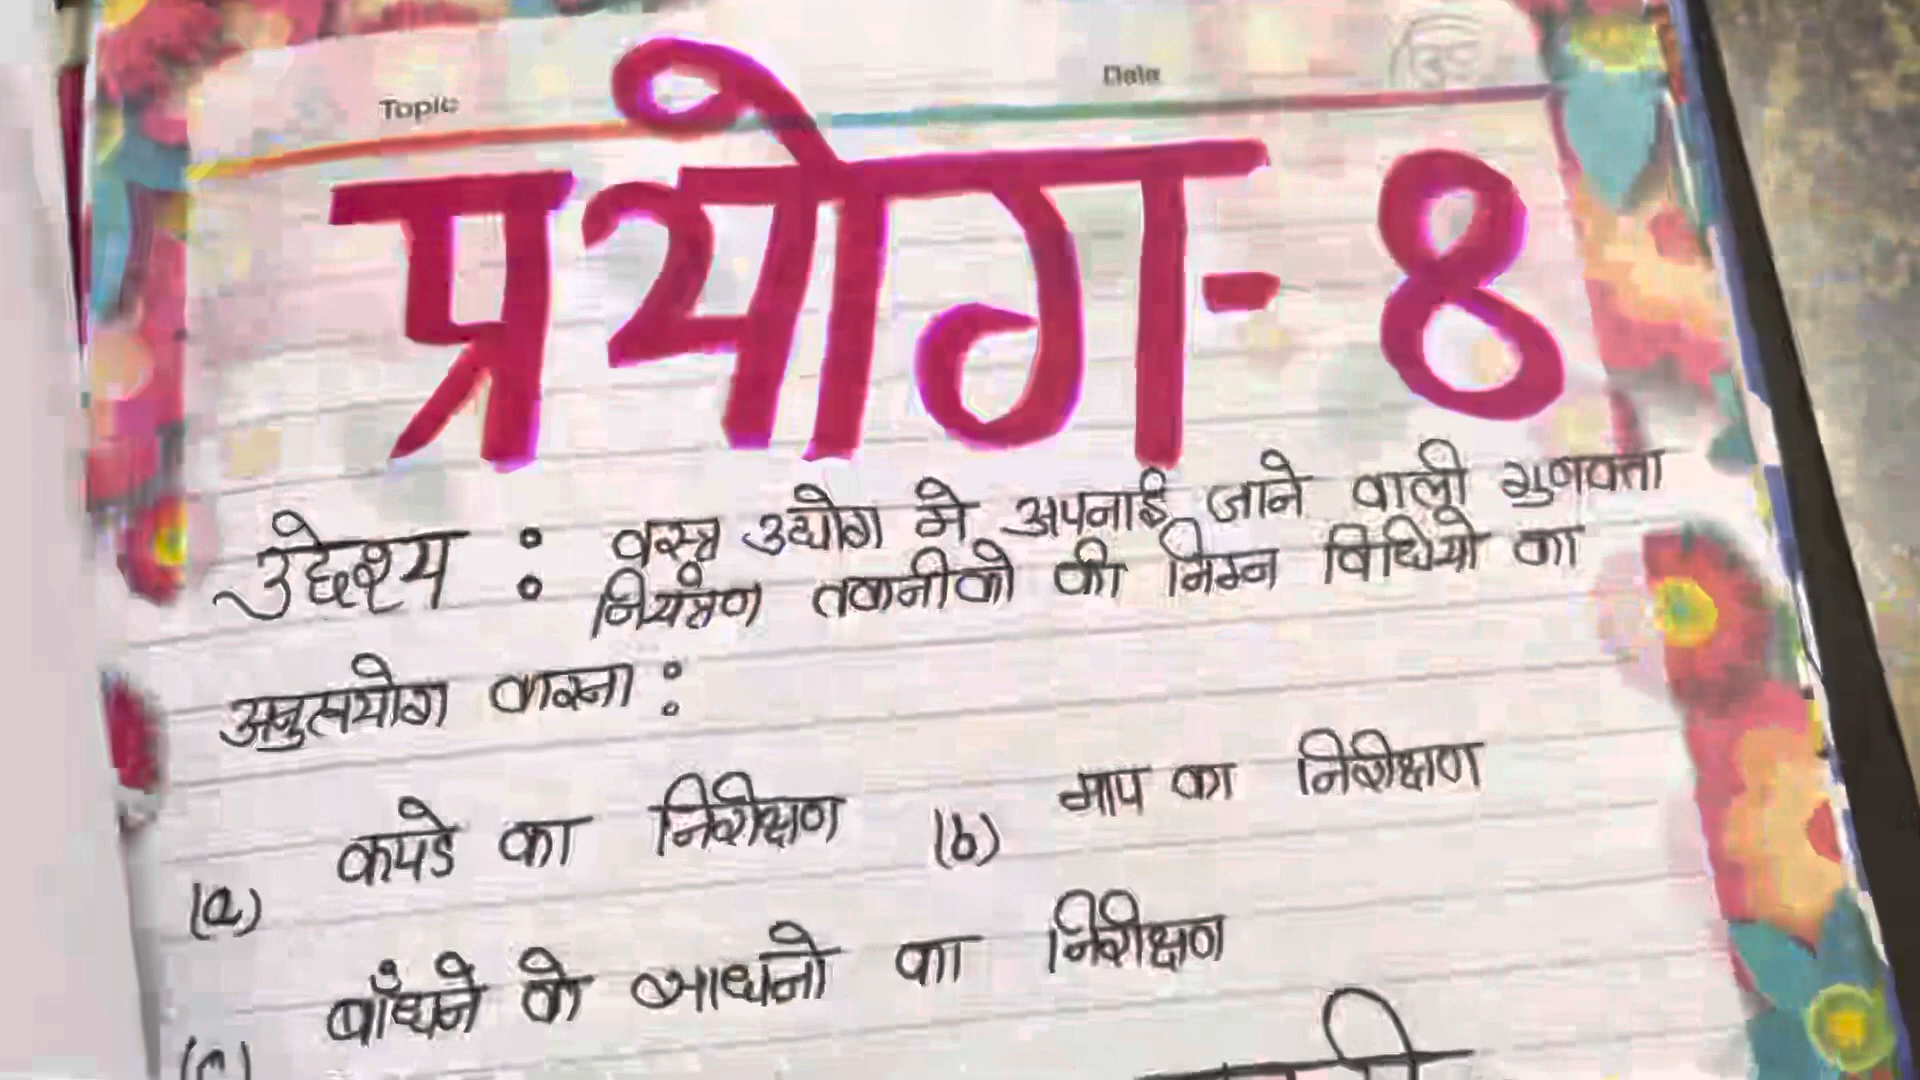 Topic Date
प्रयोग - 8
उद्देश्य : वस्त्र उद्योग मे अपनाई जाने वाली गुणवता
नियंत्रण तकनीको की निम्न विधियो का
अनुत्प्रयोग करना :
(a) कपडे का निरीक्षण (b) माप का निरीक्षण
(c) बाँधने के साधनो का निरीक्षण